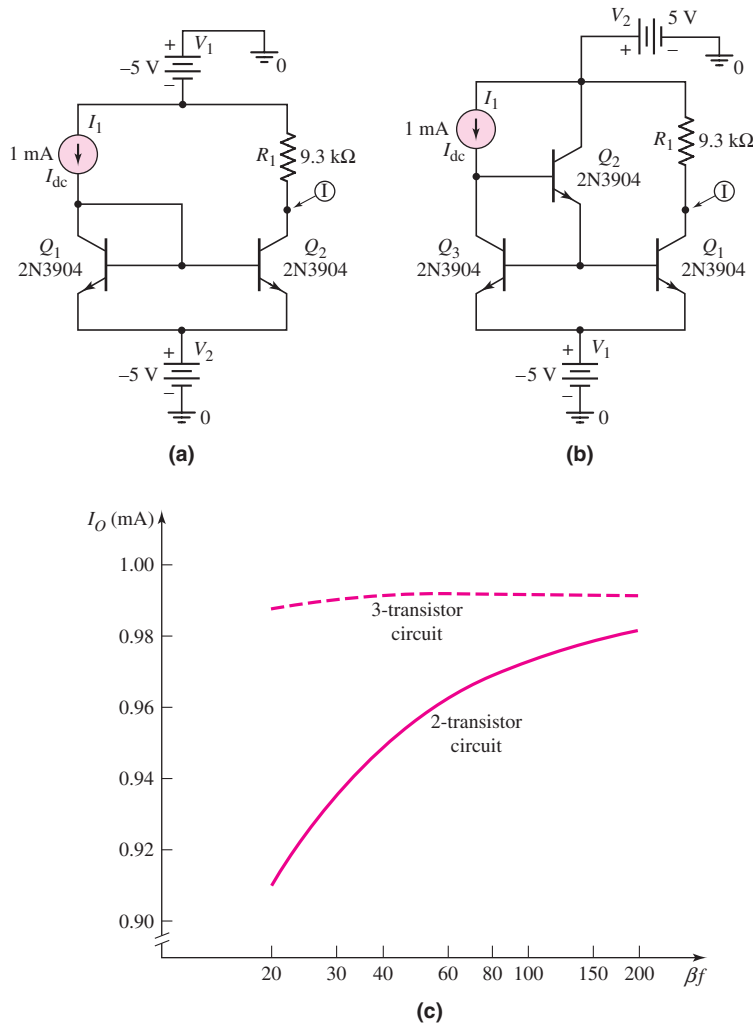 + V1
–5 V
–
0
I1
1 mA
Idc
R1 9.3 kΩ
I
Q1
2N3904
Q2
2N3904
+ V2
–5 V
–
0
(a)
V2 5 V
+ –
0
I1
1 mA
Idc
Q2
2N3904
R1 9.3 kΩ
I
Q3
2N3904
Q1
2N3904
+ V1
–5 V
–
0
(b)
IO (mA)
1.00
0.98
0.96
0.94
0.92
0.90
3-transistor
circuit
2-transistor
circuit
20 30 40 60 80 100 150 200 βf
(c)